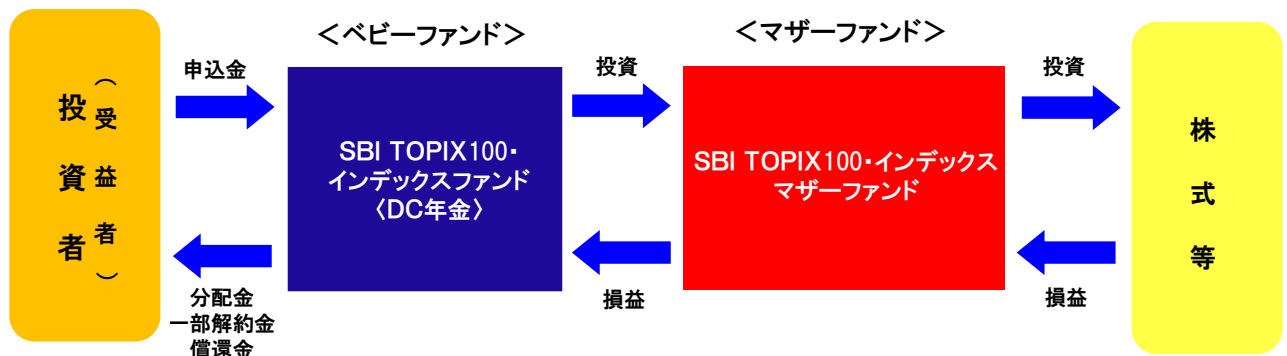 投資者
（受益者）
申込金
分配金
一部解約金
償還金
＜ベビーファンド＞
SBI TOPIX100・
インデックスファンド
〈DC年金〉
投資
損益
＜マザーファンド＞
SBI TOPIX100・インデックス
マザーファンド
投資
損益
株式等